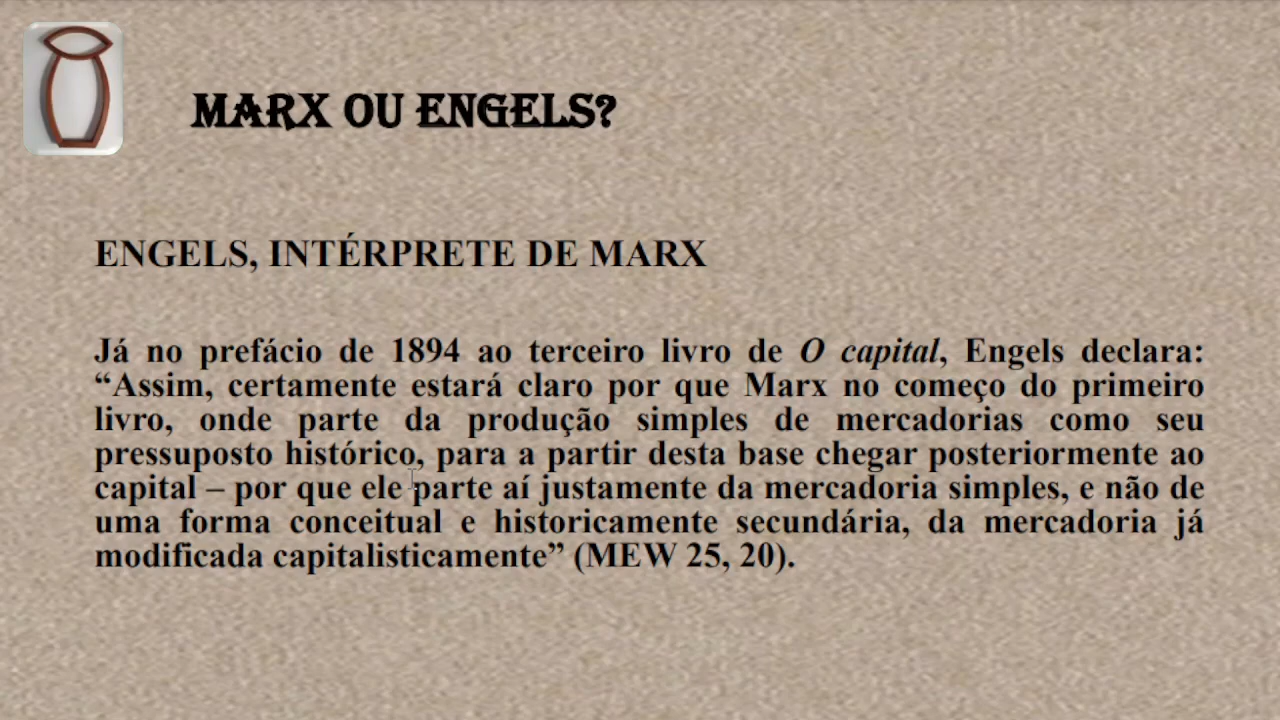 MARX OU ENGELS?
ENGELS, INTÉRPRETE DE MARX
Já no prefácio de 1894 ao terceiro livro de O capital, Engels declara:
“Assim, certamente estará claro por que Marx no começo do primeiro
livro, onde parte da produção simples de mercadorias como seu
pressuposto histórico, para a partir desta base chegar posteriormente ao
capital – por que ele parte aí justamente da mercadoria simples, e não de
uma forma conceitual e historicamente secundária, da mercadoria já
modificada capitalisticamente” (MEW 25, 20).